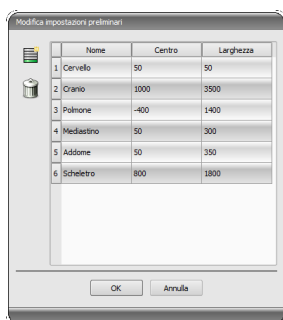 Modifica impostazioni preliminari
Nome Centro Larghezza
1 Cervello 50 50
2 Cranio 1000 3500
3 Polmone -400 1400
4 Mediastino 50 300
5 Addome 50 350
6 Scheletro 800 1800
OK Annulla